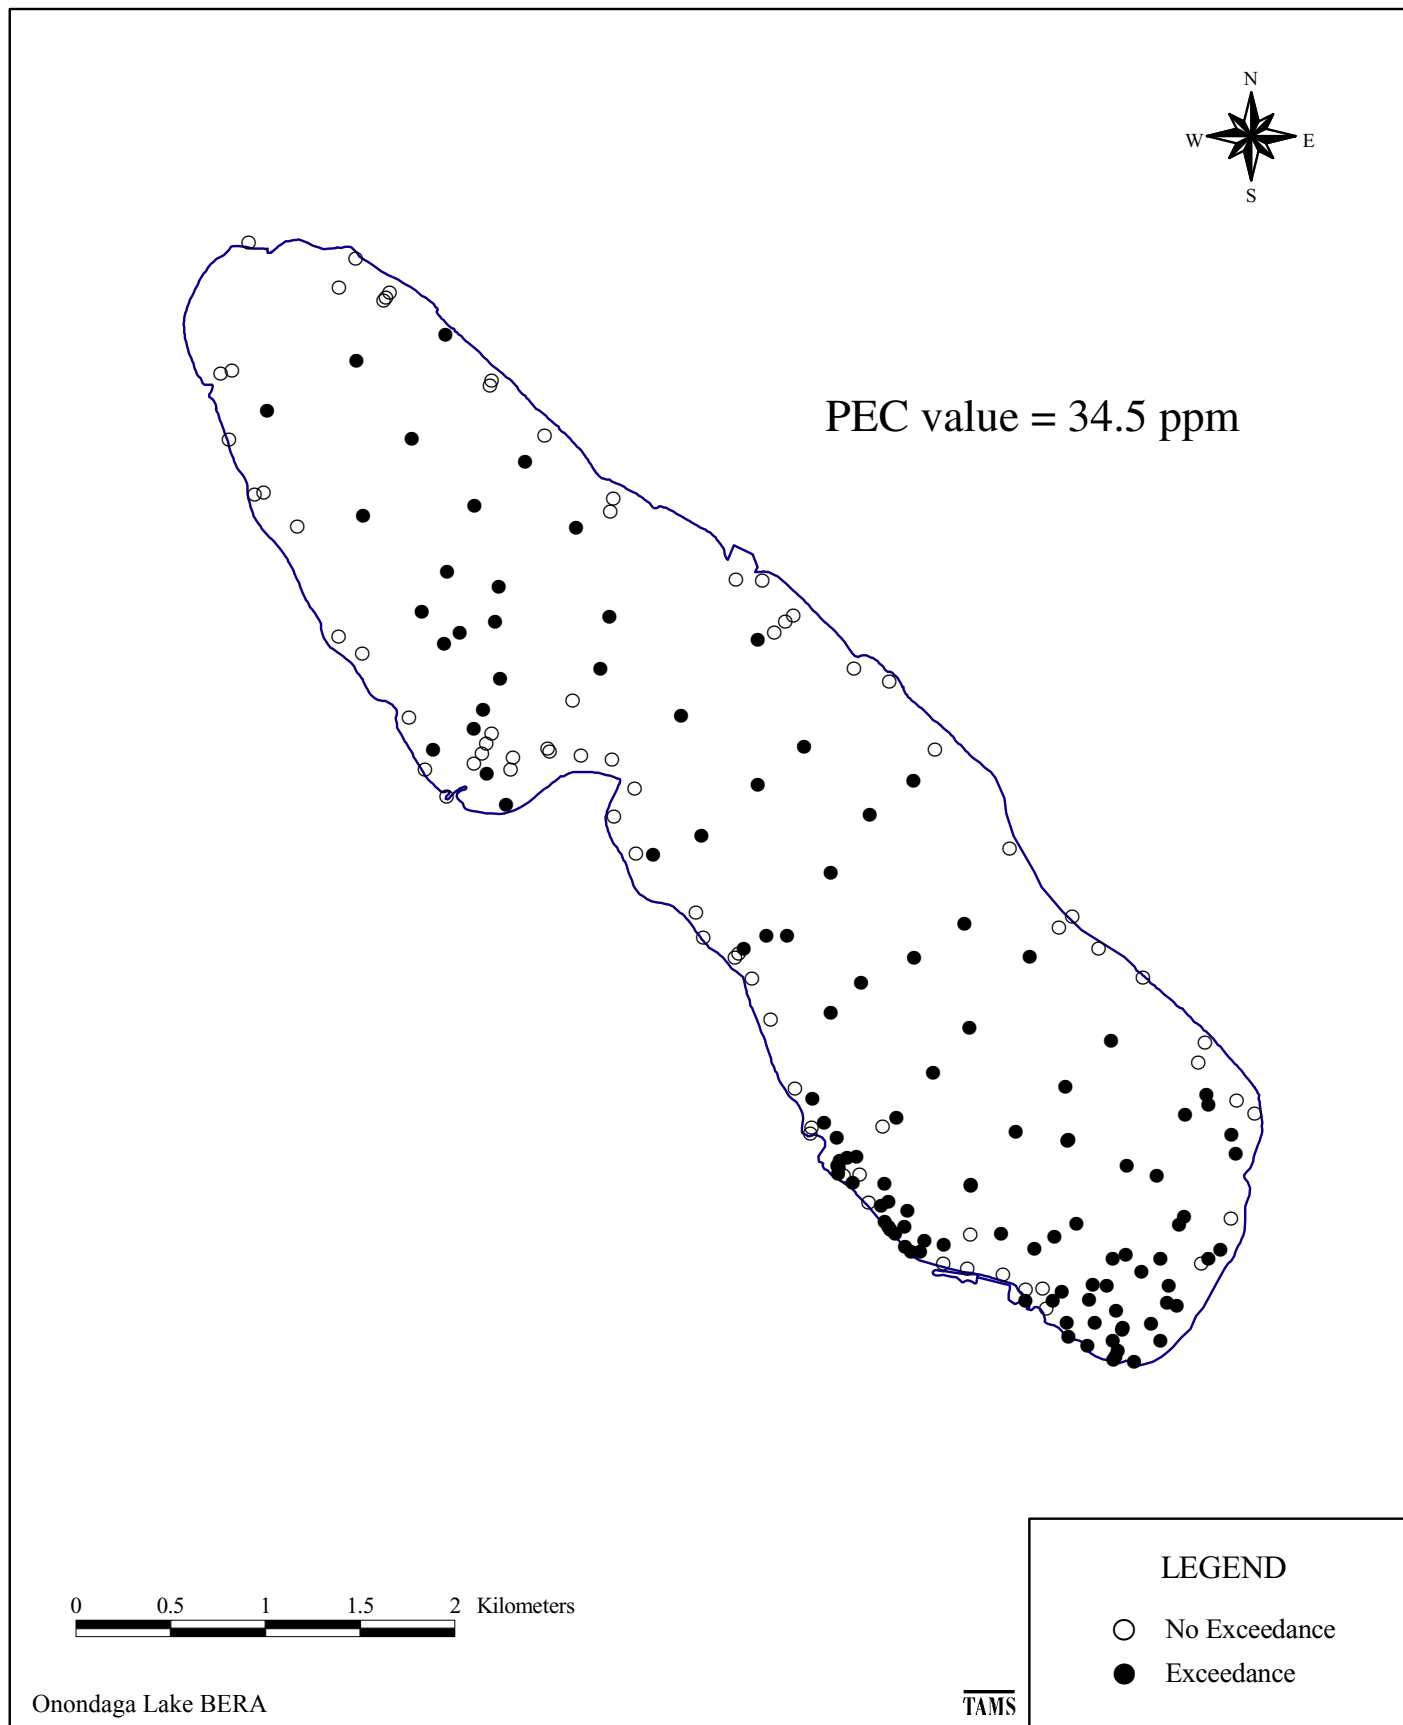 N
W E
S
PEC value = 34.5 ppm
LEGEND
0 0.5 1 1.5 2 Kilometers
No Exceedance
Exceedance
Onondaga Lake BERA
TAMS